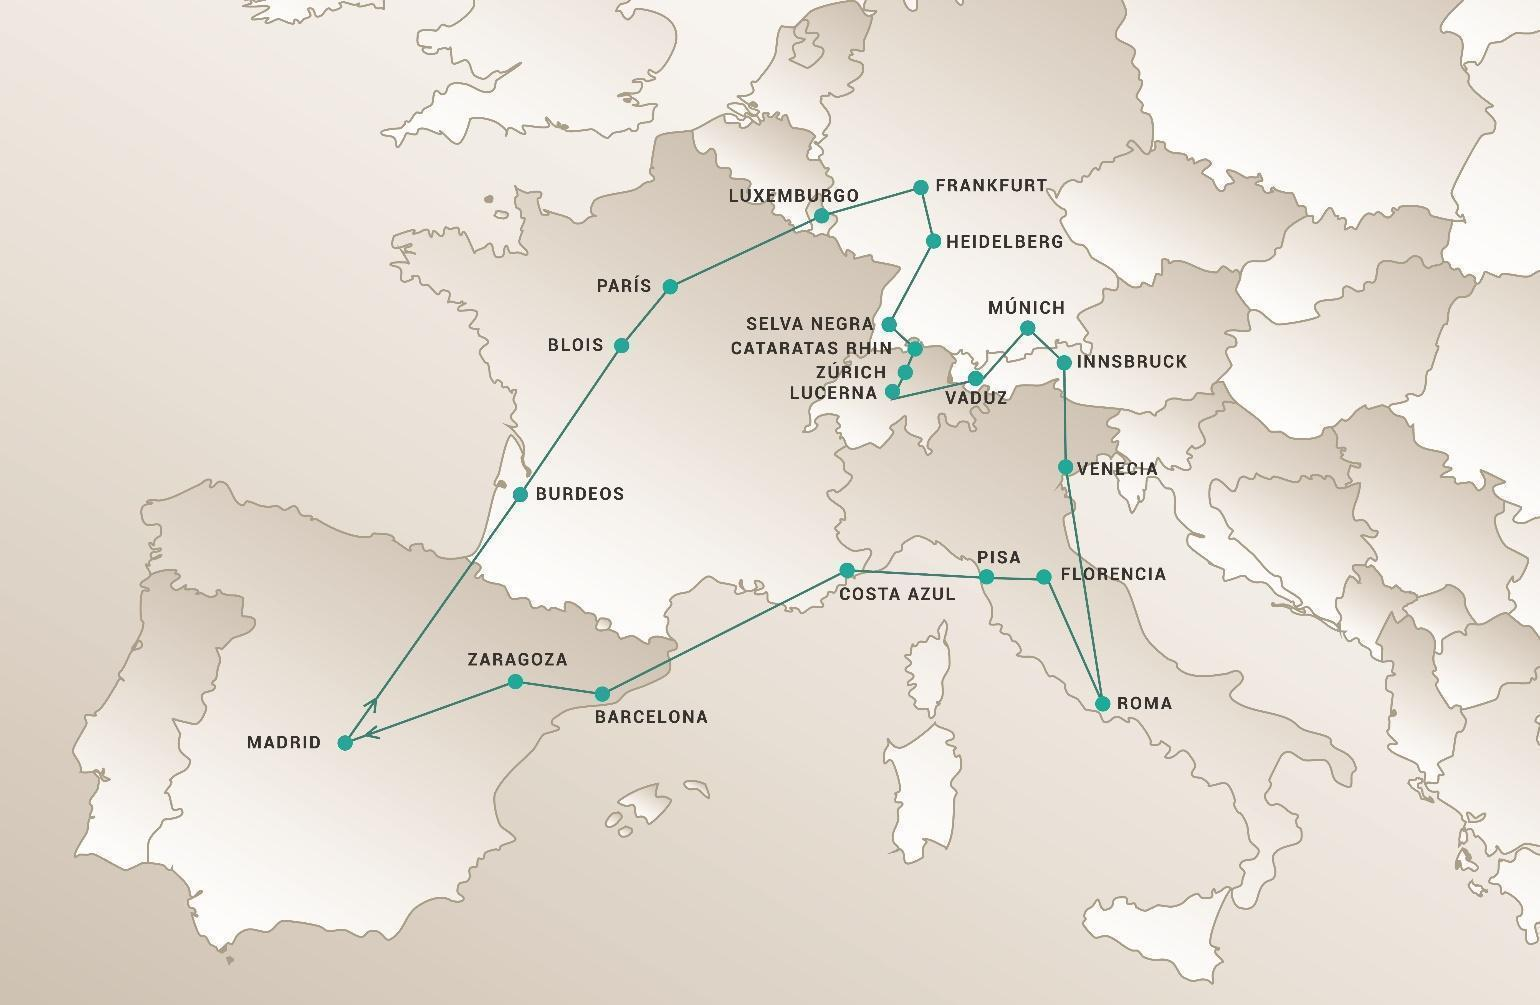 FRANKFURT
LUXEMBURGO
HEIDELBERG
PARÍS
MÚNICH
SELVA NEGRA
BLOIS
CATARATAS RHIN
INNSBRUCK
ZÚRICH
LUCERNA
VADUZ
VENECIA
BURDEOS
PISA
FLORENCIA
COSTA AZUL
ZARAGOZA
ROMA
BARCELONA
MADRID